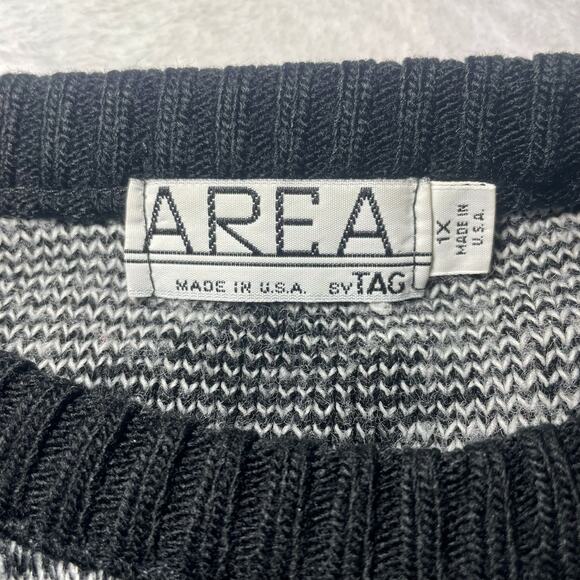 AREA
MADE IN U.S.A. BY TAG
1X
MADE IN
U.S.A.